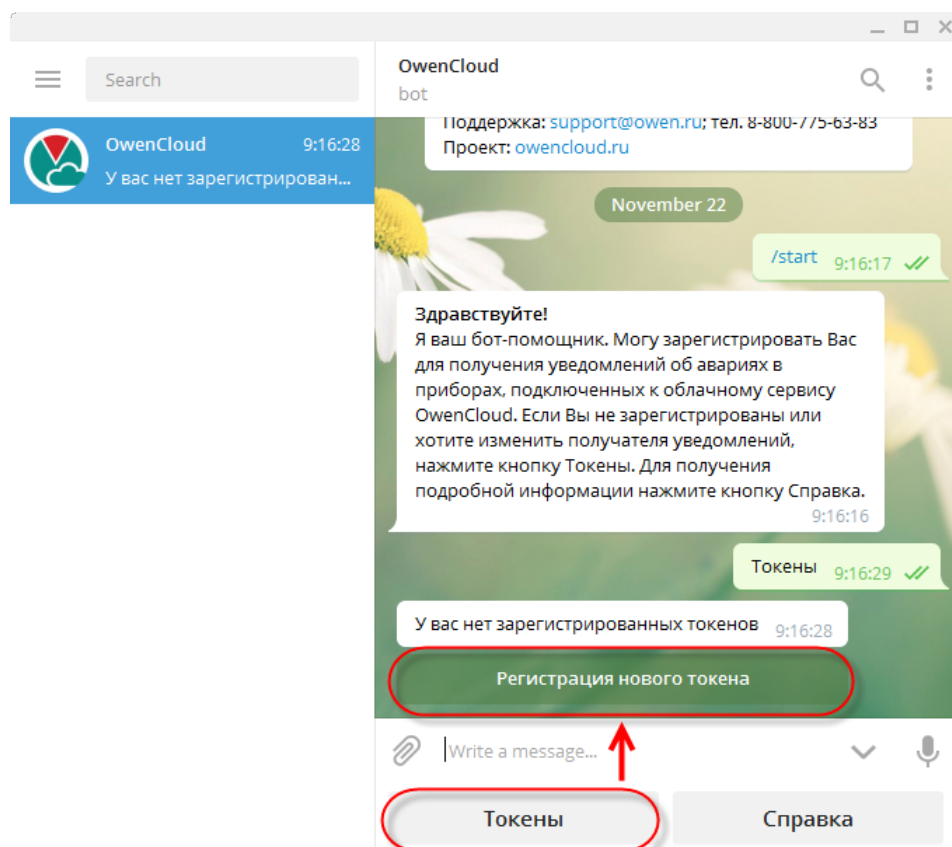 Search
OwenCloud
bot
OwenCloud 9:16:28
У вас нет зарегистрирован...
Поддержка: support@owen.ru; тел. 8-800-775-63-83
Проект: owencloud.ru
November 22
/start 9:16:17
Здравствуйте!
Я ваш бот-помощник. Могу зарегистрировать Вас
для получения уведомлений об авариях в
приборах, подключенных к облачному сервису
OwenCloud. Если Вы не зарегистрированы или
хотите изменить получателя уведомлений,
нажмите кнопку Токены. Для получения
подробной информации нажмите кнопку Справка.
9:16:16
Токены 9:16:29
У вас нет зарегистрированных токенов 9:16:28
Регистрация нового токена
Write a message...
Токены
Справка